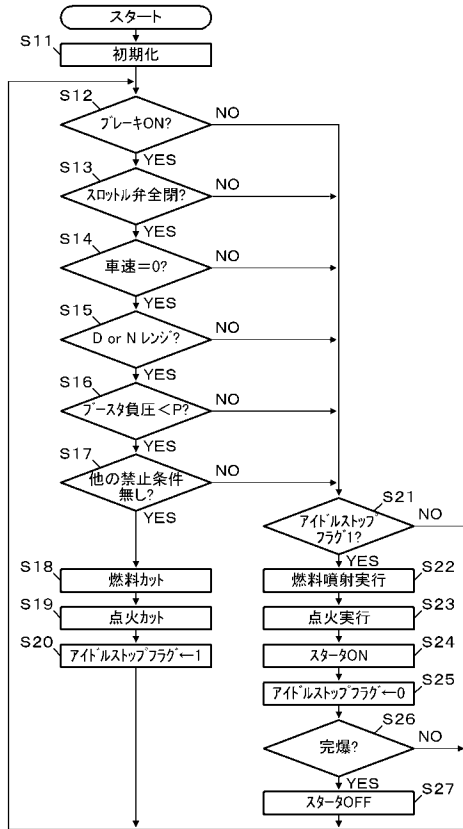 スタート
S11
初期化
S12
ブレーキON?
NO
YES
S13
スロットル弁全閉?
NO
YES
S14
車速＝0?
NO
YES
S15
D or N レンジ?
NO
YES
S16
ブースタ負圧＜P?
NO
YES
S17
他の禁止条件
無し?
NO
YES
S18
燃料カット
S19
点火カット
S20
アイドルストップフラグ←1
S21
アイドルストップ
フラグ1?
NO
YES
S22
燃料噴射実行
S23
点火実行
S24
スタータON
S25
アイドルストップフラグ←0
S26
完爆?
NO
YES
S27
スタータOFF